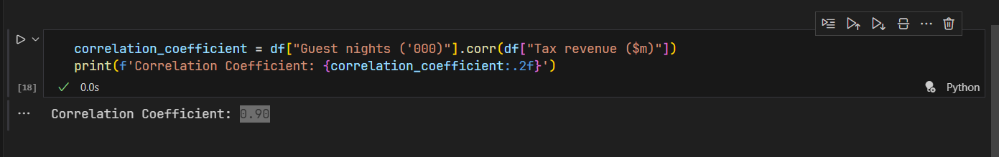 correlation_coefficient = df["Guest nights ('000)"].corr(df["Tax revenue ($m)"])
print(f'Correlation Coefficient: {correlation_coefficient:.2f}')
[18] 0.0s Python
Correlation Coefficient: 0.90